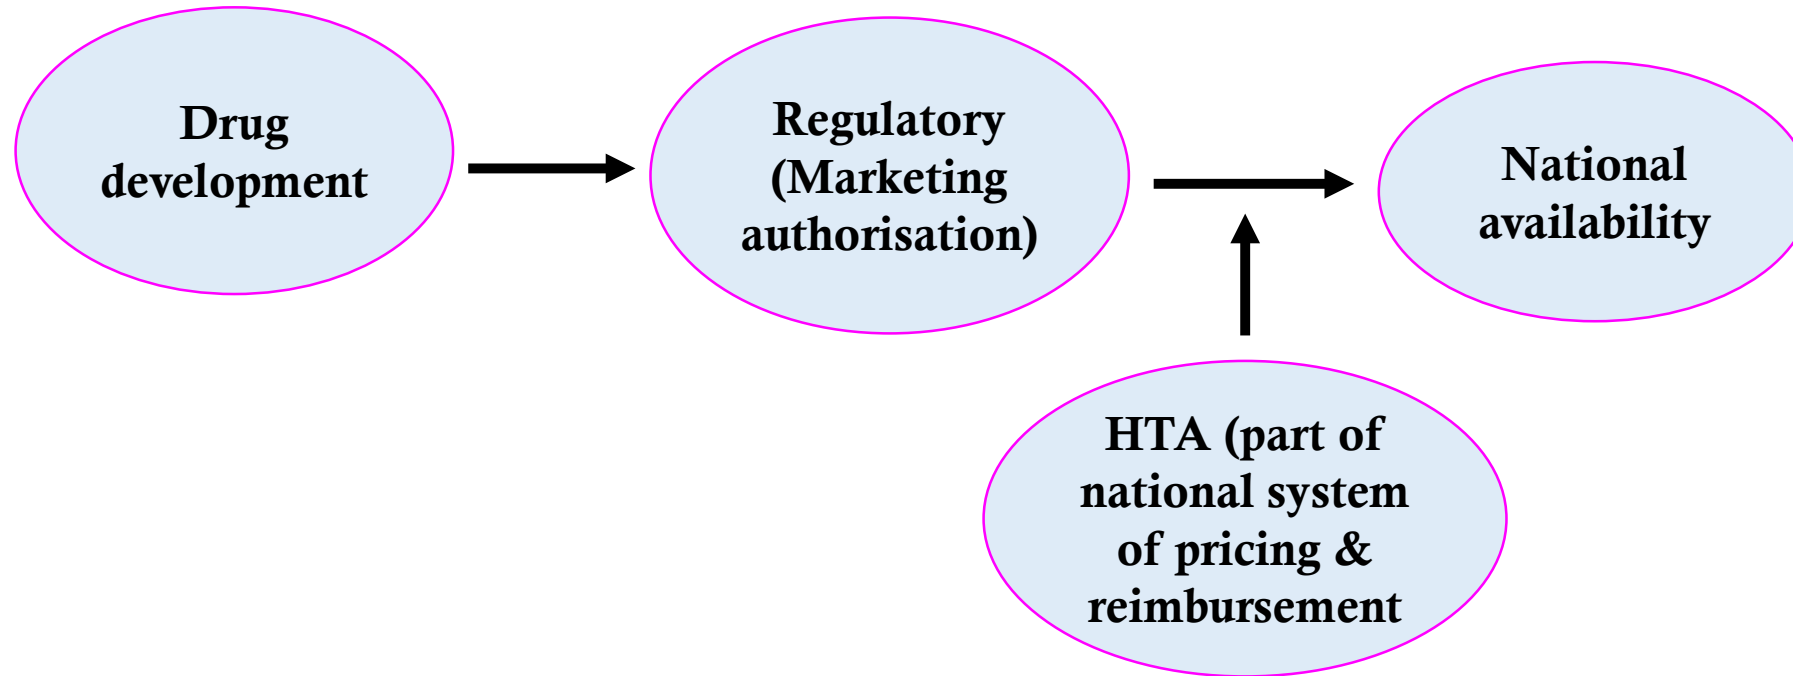 Drug
development
Regulatory
(Marketing
authorisation)
National
availability
HTA (part of
national system
of pricing &
reimbursement